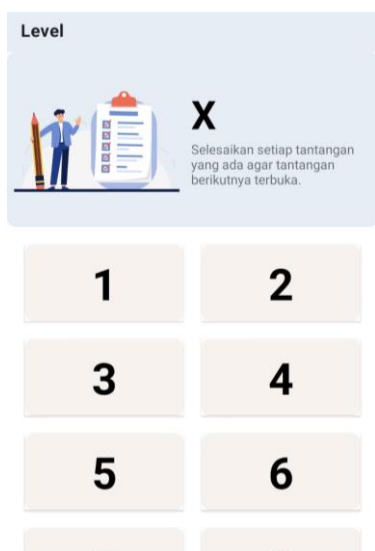 Level
X
Selesaikan setiap tantangan
yang ada agar tantangan
berikutnya terbuka.
1 2
3 4
5 6